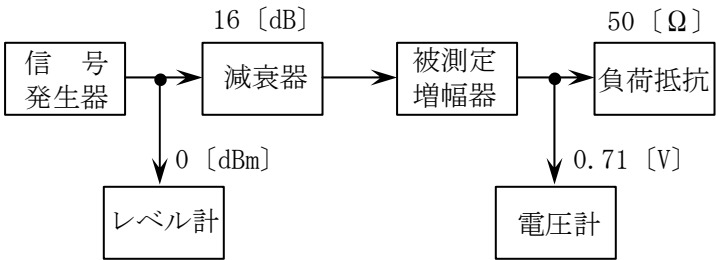 16〔dB〕
50〔Ω〕
信 号
発生器
減衰器
被測定
増幅器
負荷抵抗
0〔dBm〕
0.71〔V〕
レベル計
電圧計